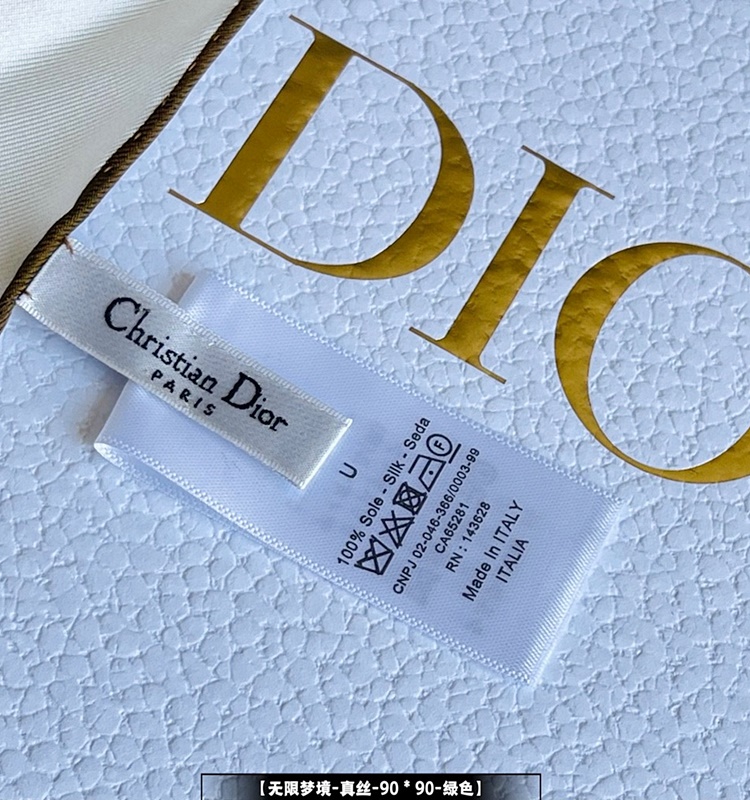 DIO
Christian Dior
PARIS
U
100% Sole - Silk - Seda
CNPJ 02-046-366/0003-99
CA65281
RN : 143628
Made In ITALY
ITALIA
F
【无限梦境-真丝-90*90-绿色】